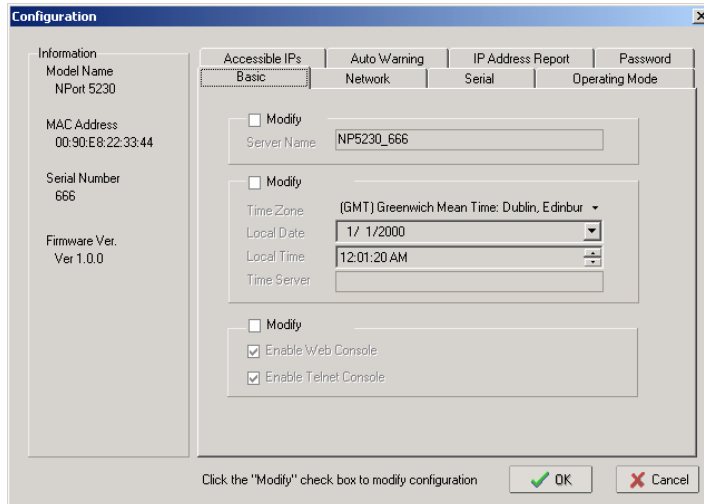 Configuration
Information
Model Name
NPort 5230
MAC Address
00:90:E8:22:33:44
Serial Number
666
Firmware Ver.
Ver 1.0.0
Accessible IPs
Auto Warning
IP Address Report
Password
Basic
Network
Serial
Operating Mode
Modify
Server Name
NP5230_666
Modify
Time Zone
(GMT) Greenwich Mean Time: Dublin, Edinbur
Local Date
1/ 1/2000
Local Time
12:01:20 AM
Time Server
Modify
Enable Web Console
Enable Telnet Console
Click the "Modify" check box to modify configuration
OK
Cancel